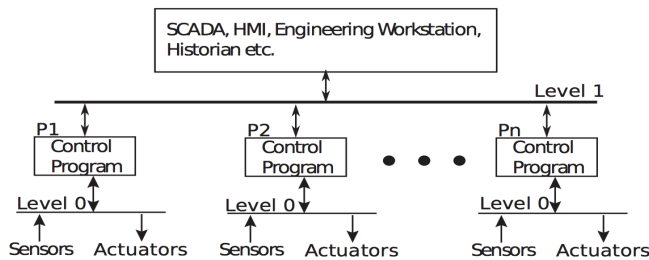 SCADA, HMI, Engineering Workstation,
Historian etc.
Level 1
P1
Control
Program
Level 0
Sensors
Actuators
P2
Control
Program
Level 0
Sensors
Actuators
Pn
Control
Program
Level 0
Sensors
Actuators